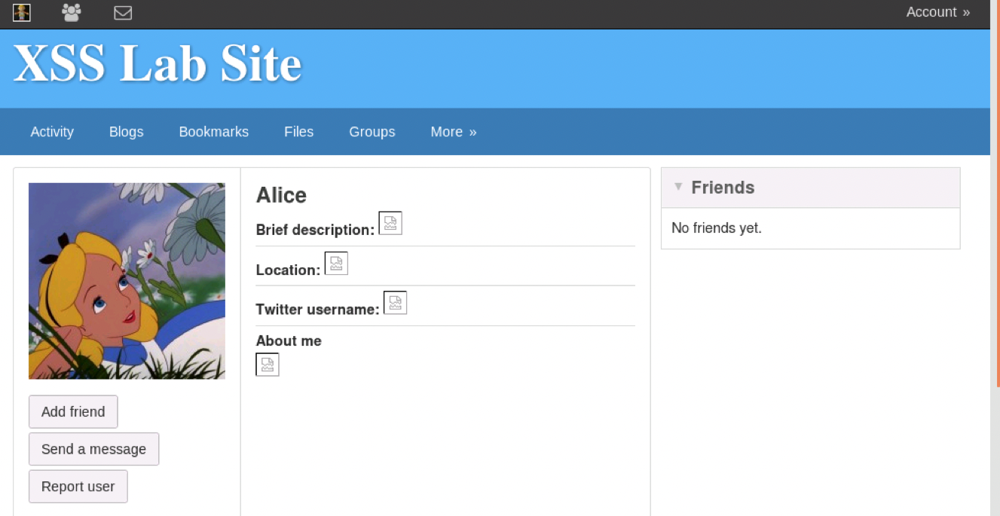 Account »
XSS Lab Site
Activity Blogs Bookmarks Files Groups More »
Alice
Brief description:
Location:
Twitter username:
About me
Add friend
Send a message
Report user
Friends
No friends yet.